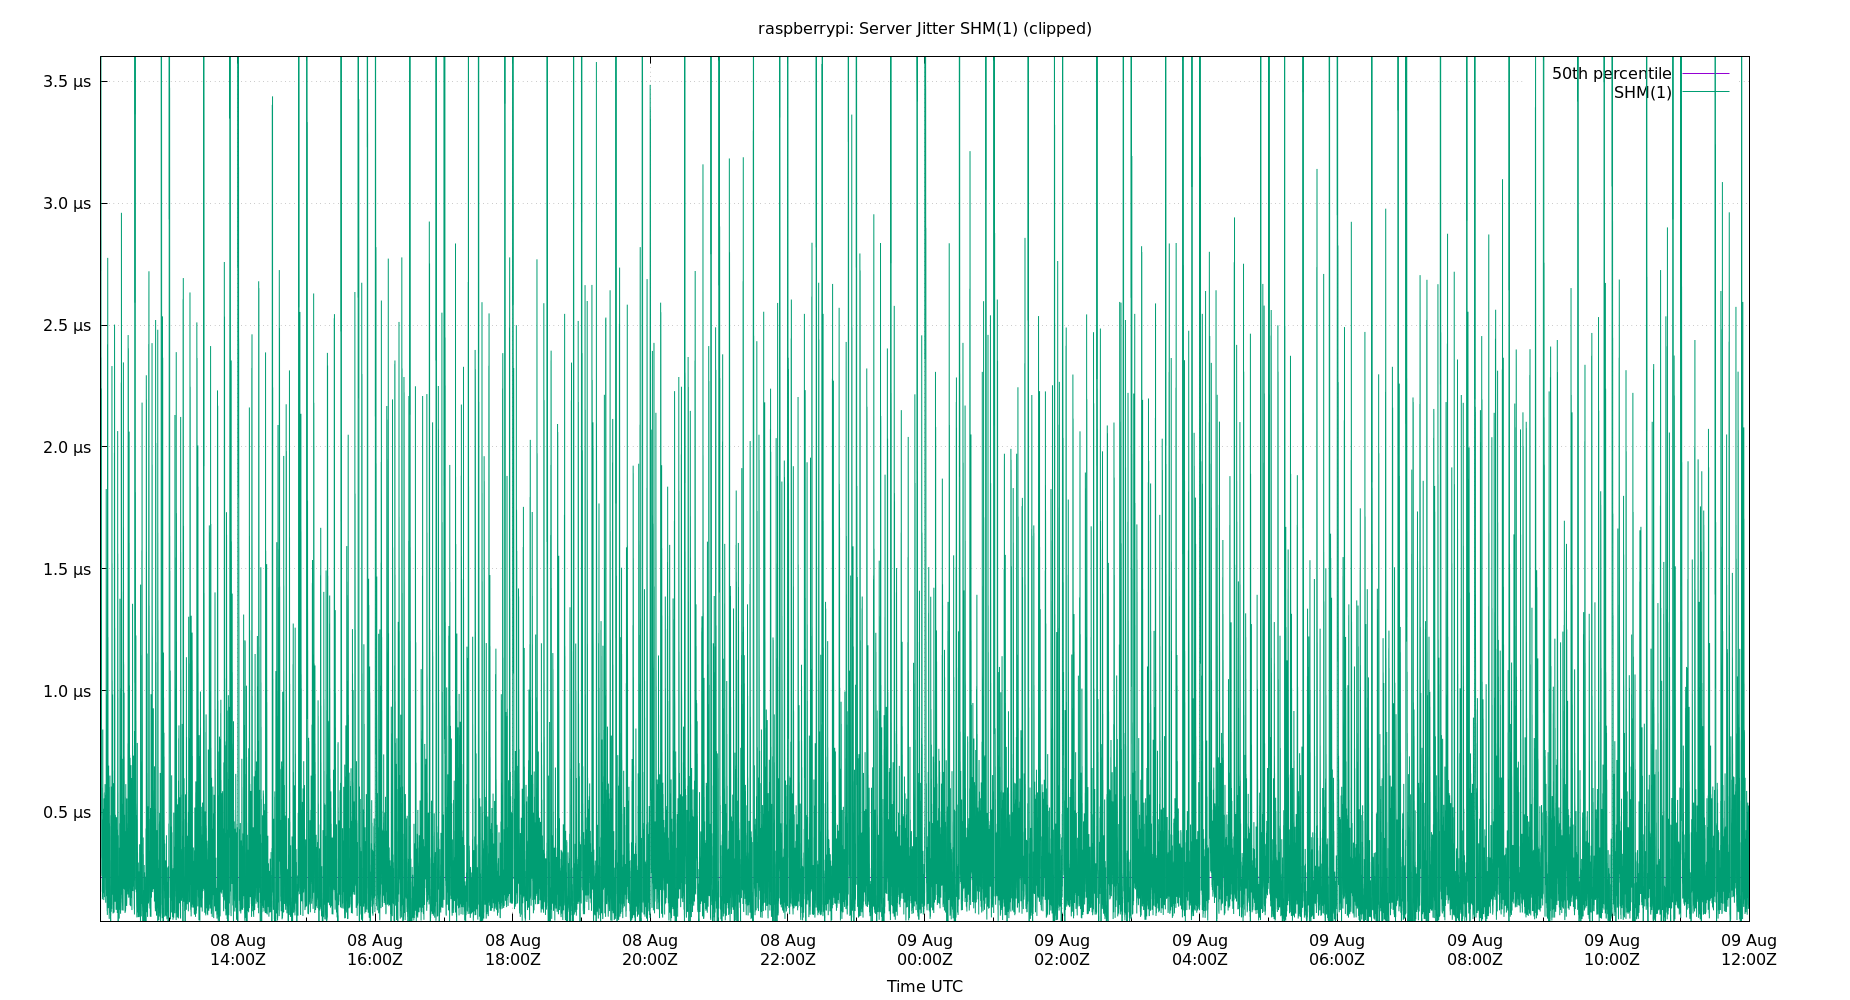 raspberrypi: Server Jitter SHM(1) (clipped)
50th percentile
SHM(1)
3.5 μs
3.0 μs
2.5 μs
2.0 μs
1.5 μs
1.0 μs
0.5 μs
08 Aug 08 Aug 08 Aug 08 Aug 08 Aug 09 Aug 09 Aug 09 Aug 09 Aug 09 Aug 09 Aug 09 Aug
14:00Z 16:00Z 18:00Z 20:00Z 22:00Z 00:00Z 02:00Z 04:00Z 06:00Z 08:00Z 10:00Z 12:00Z
Time UTC